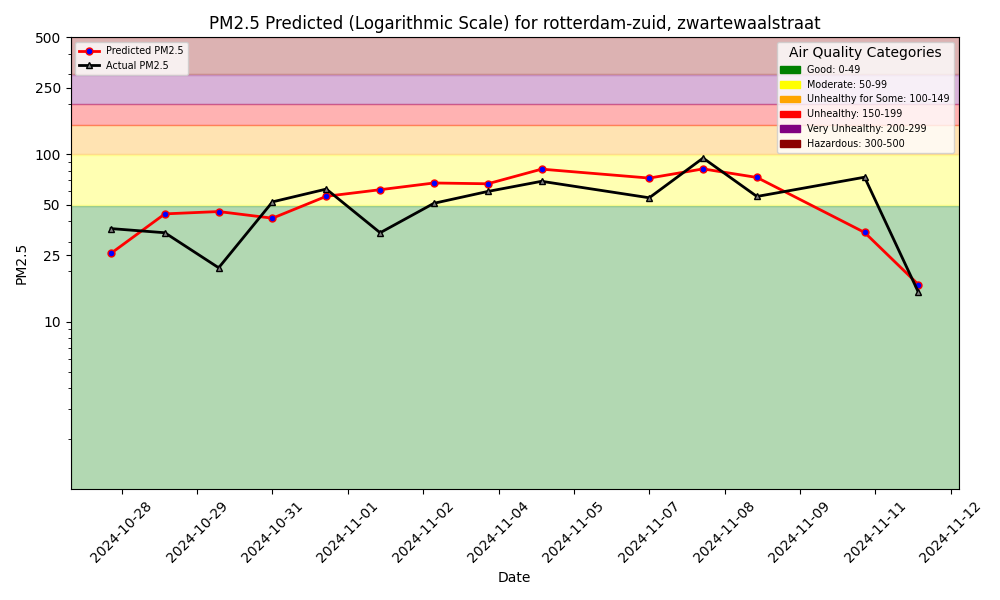 PM2.5 Predicted (Logarithmic Scale) for rotterdam-zuid, zwartewaalstraat
Predicted PM2.5
Actual PM2.5
Air Quality Categories
Good: 0-49
Moderate: 50-99
Unhealthy for Some: 100-149
Unhealthy: 150-199
Very Unhealthy: 200-299
Hazardous: 300-500
PM2.5
500
250
100
50
25
10
2024-10-28
2024-10-29
2024-10-31
2024-11-01
2024-11-02
2024-11-04
2024-11-05
2024-11-07
2024-11-08
2024-11-09
2024-11-11
2024-11-12
Date